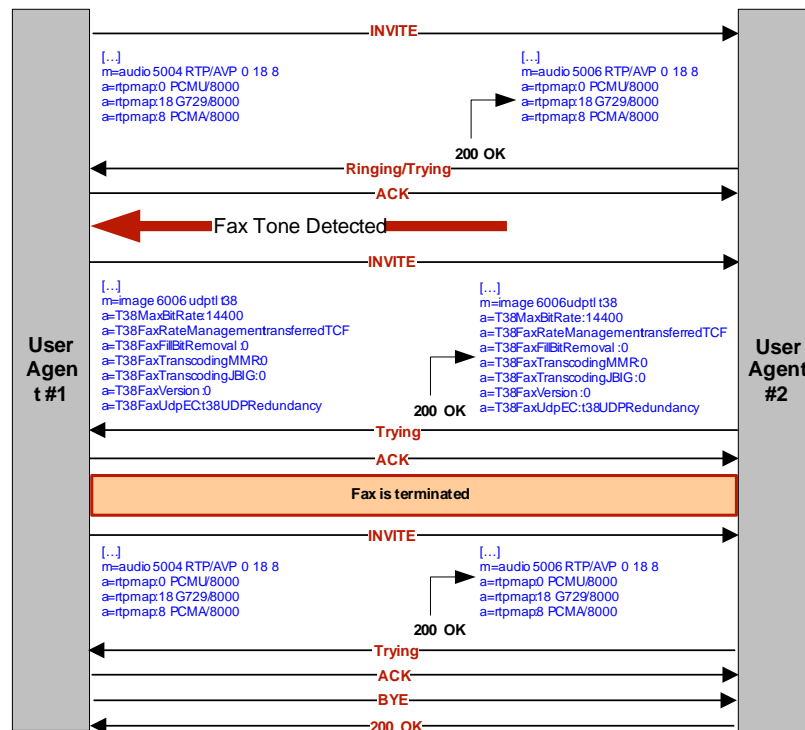 INVITE
[...]
m=audio 5004 RTP/AVP 0 18 8
a=rtpmap:0 PCMU/8000
a=rtpmap:18 G729/8000
a=rtpmap:8 PCMA/8000
[...]
m=audio 5006 RTP/AVP 0 18 8
a=rtpmap:0 PCMU/8000
a=rtpmap:18 G729/8000
a=rtpmap:8 PCMA/8000
200 OK
Ringing/Trying
ACK
Fax Tone Detected
INVITE
[...]
m=image 6006 udptl t38
a=T38MaxBitRate:14400
a=T38FaxRateManagementtransferredTCF
a=T38FaxFillBitRemoval :0
a=T38FaxTranscodingMMR:0
a=T38FaxTranscodingJBIG:0
a=T38FaxVersion :0
a=T38FaxUdpEC:t38UDPRedundancy
[...]
m=image 6006 udptl t38
a=T38MaxBitRate:14400
a=T38FaxRateManagementtransferredTCF
a=T38FaxFillBitRemoval :0
a=T38FaxTranscodingMMR:0
a=T38FaxTranscodingJBIG:0
a=T38FaxVersion :0
a=T38FaxUdpEC:t38UDPRedundancy
200 OK
User
Agen
t #1
User
Agent
#2
Trying
ACK
Fax is terminated
INVITE
[...]
m=audio 5004 RTP/AVP 0 18 8
a=rtpmap:0 PCMU/8000
a=rtpmap:18 G729/8000
a=rtpmap:8 PCMA/8000
[...]
m=audio 5006 RTP/AVP 0 18 8
a=rtpmap:0 PCMU/8000
a=rtpmap:18 G729/8000
a=rtpmap:8 PCMA/8000
200 OK
Trying
ACK
BYE
200 OK